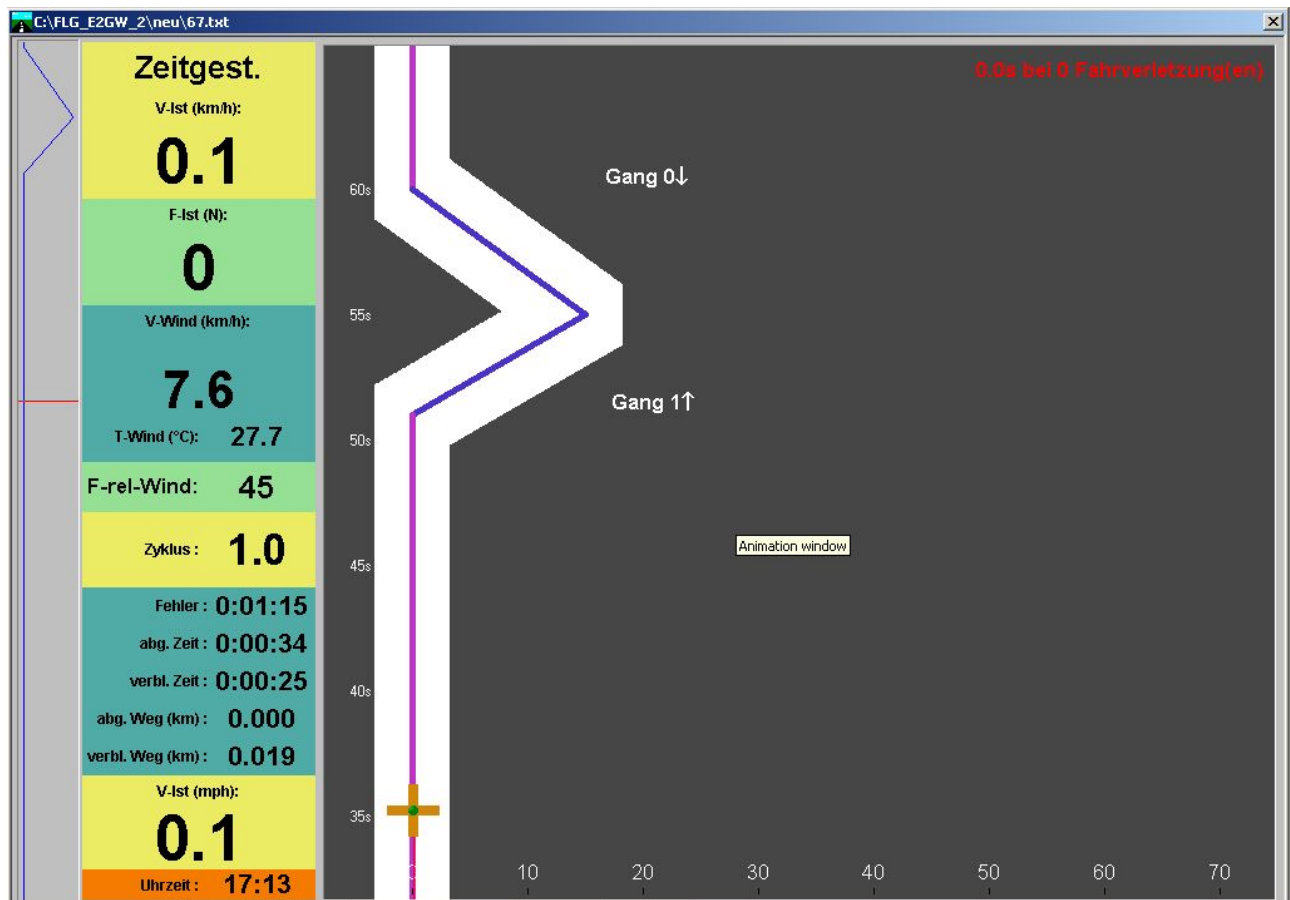 C:\FLG_E2GW_2\neu\67.txt
Zeitgest.
V-Ist (km/h):
0.1
F-Ist (N):
0
V-Wind (km/h):
7.6
T-Wind (°C): 27.7
F-rel-Wind: 45
Zyklus : 1.0
Fehler : 0:01:15
abg. Zeit : 0:00:34
verbl. Zeit : 0:00:25
abg. Weg (km) : 0.000
verbl. Weg (km) : 0.019
V-Ist (mph):
0.1
Uhrzeit : 17:13
0.0s bei 0 Fahrverletzung(en)
Gang 0↓
60s
55s
Gang 1↑
50s
Animation window
45s
40s
35s
0 10 20 30 40 50 60 70